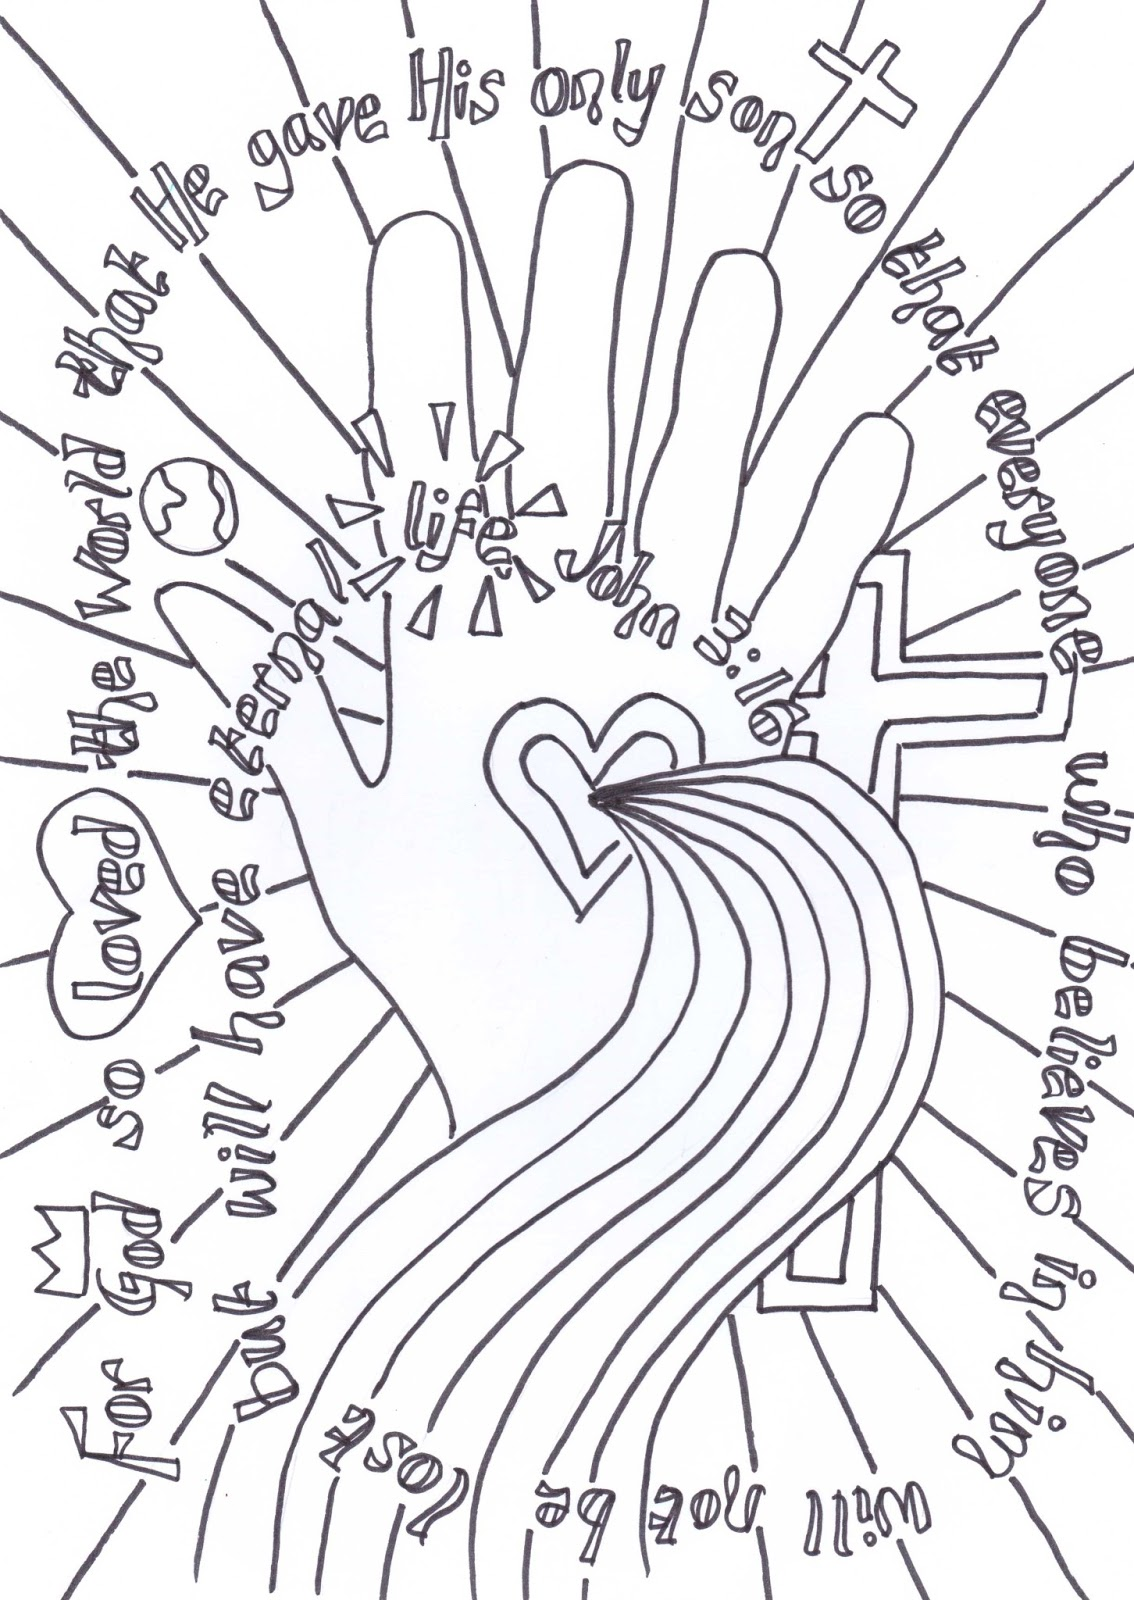 For God so loved the world that He gave His only son so that everyone who believes in him will not be lost but will have eternal life, John 3:16